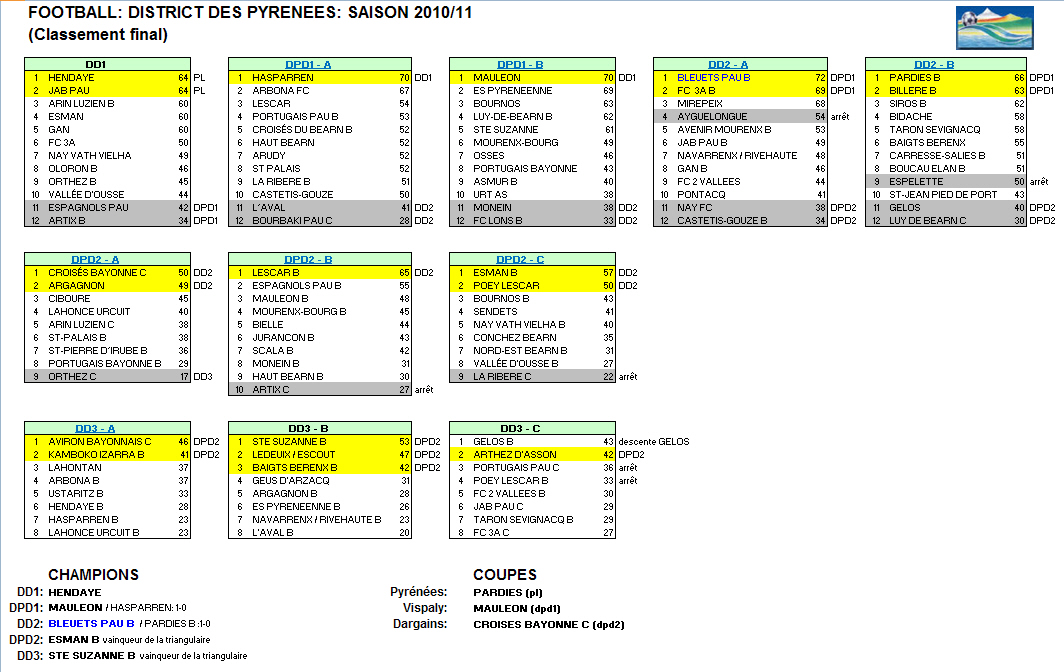 FOOTBALL: DISTRICT DES PYRENEES: SAISON 2010/11
(Classement final)
DD1
1 HENDAYE 64 PL
2 JAB PAU 64 PL
3 ARIN LUZIEN B 60
4 ESMAN 60
5 GAN 60
6 FC 3A 50
7 NAY VATH VIELHA 49
8 OLORON B 46
9 ORTHEZ B 45
10 VALLÉE D'OUSSE 44
11 ESPAGNOLS PAU 42 DPD1
12 ARTIX B 34 DPD1
DPD1 - A
1 HASPARREN 70 DD1
2 ARBONA FC 67
3 LESCAR 54
4 PORTUGAIS PAU B 53
5 CROISÉS DU BEARN B 52
6 HAUT BEARN 52
7 ARUDY 52
8 ST PALAIS 52
9 LA RIBERE B 51
10 CASTETIS-GOUZE 50
11 L'AVAL 41 DD2
12 BOURBAKI PAU C 28 DD2
DPD1 - B
1 MAULEON 70 DD1
2 ES PYRENEENNE 69
3 BOURNOS 63
4 LUY-DE-BEARN B 62
5 STE SUZANNE 61
6 MOURENX-BOURG 49
7 OSSES 46
8 PORTUGAIS BAYONNE 43
9 ASMUR B 40
10 URT AS 38
11 MONEIN 38 DD2
12 FC LONS B 33 DD2
DD2 - A
1 BLEUETS PAU B 72 DPD1
2 FC 3A B 69 DPD1
3 MIREPEIX 68
4 AYGUELONGUE 54 arrêt
5 AVENIR MOURENX B 53
6 JAB PAU B 49
7 NAVARRENX / RIVEHAUTE 48
8 GAN B 46
9 FC 2 VALLEES 44
10 PONTACQ 41
11 NAY FC 38 DPD2
12 CASTETIS-GOUZE B 34 DPD2
DD2 - B
1 PARDIES B 66 DPD1
2 BILLERE B 63 DPD1
3 SIROS B 62
4 BIDACHE 58
5 TARON SEVIGNACQ 58
6 BAIGTS BERENX 55
7 CARRESSE-SALIES B 51
8 BOUCAU ELAN B 51
9 ESPELETTE 50 arrêt
10 ST-JEAN PIED DE PORT 43
11 GELOS 40 DPD2
12 LUY DE BEARN C 30 DPD2
DPD2 - A
1 CROISÉS BAYONNE C 50 DD2
2 ARGAGNON 49 DD2
3 CIBOURE 45
4 LAHONCE URCUIT 40
5 ARIN LUZIEN C 38
6 ST-PALAIS B 38
7 ST-PIERRE D'IRUBE B 36
8 PORTUGAIS BAYONNE B 29
9 ORTHEZ C 17 DD3
DPD2 - B
1 LESCAR B 65 DD2
2 ESPAGNOLS PAU B 55
3 MAULEON B 48
4 MOURENX-BOURG B 45
5 BIELLE 44
6 JURANCON B 43
7 SCALA B 42
8 MONEIN B 31
9 HAUT BEARN B 30
10 ARTIX C 27 arrêt
DPD2 - C
1 ESMAN B 57 DD2
2 POEY LESCAR 50 DD2
3 BOURNOS B 43
4 SENDETS 41
5 NAY VATH VIELHA B 40
6 CONCHEZ BEARN 35
7 NORD-EST BEARN B 31
8 VALLÉE D'OUSSE B 27
9 LA RIBERE C 22 arrêt
DD3 - A
1 AVIRON BAYONNAIS C 46 DPD2
2 KAMBOKO IZARRA B 41 DPD2
3 LAHONTAN 37
4 ARBONA B 37
5 USTARITZ B 33
6 HENDAYE B 28
7 HASPARREN B 23
8 LAHONCE URCUIT B 23
DD3 - B
1 STE SUZANNE B 53 DPD2
2 LEDEUIX / ESCOUT 47 DPD2
3 BAIGTS BERENX B 42 DPD2
4 GEUS D'ARZACQ 31
5 ARGAGNON B 28
6 ES PYRENEENNE B 26
7 NAVARRENX / RIVEHAUTE B 23
8 L'AVAL B 20
DD3 - C
1 GELOS B 43 descente GELOS
2 ARTHEZ D'ASSON 42 DPD2
3 PORTUGAIS PAU C 36 arrêt
4 POEY LESCAR B 33 arrêt
5 FC 2 VALLEES B 30
6 JAB PAU C 29
7 TARON SEVIGNACQ B 29
8 FC 3A C 27
CHAMPIONS
DD1: HENDAYE
DPD1: MAULEON / HASPARREN: 1-0
DD2: BLEUETS PAU B / PARDIES B :1-0
DPD2: ESMAN B vainqueur de la triangulaire
DD3: STE SUZANNE B vainqueur de la triangulaire
COUPES
Pyrénées: PARDIES (pl)
Vispaly: MAULEON (dpd1)
Dargains: CROISES BAYONNE C (dpd2)